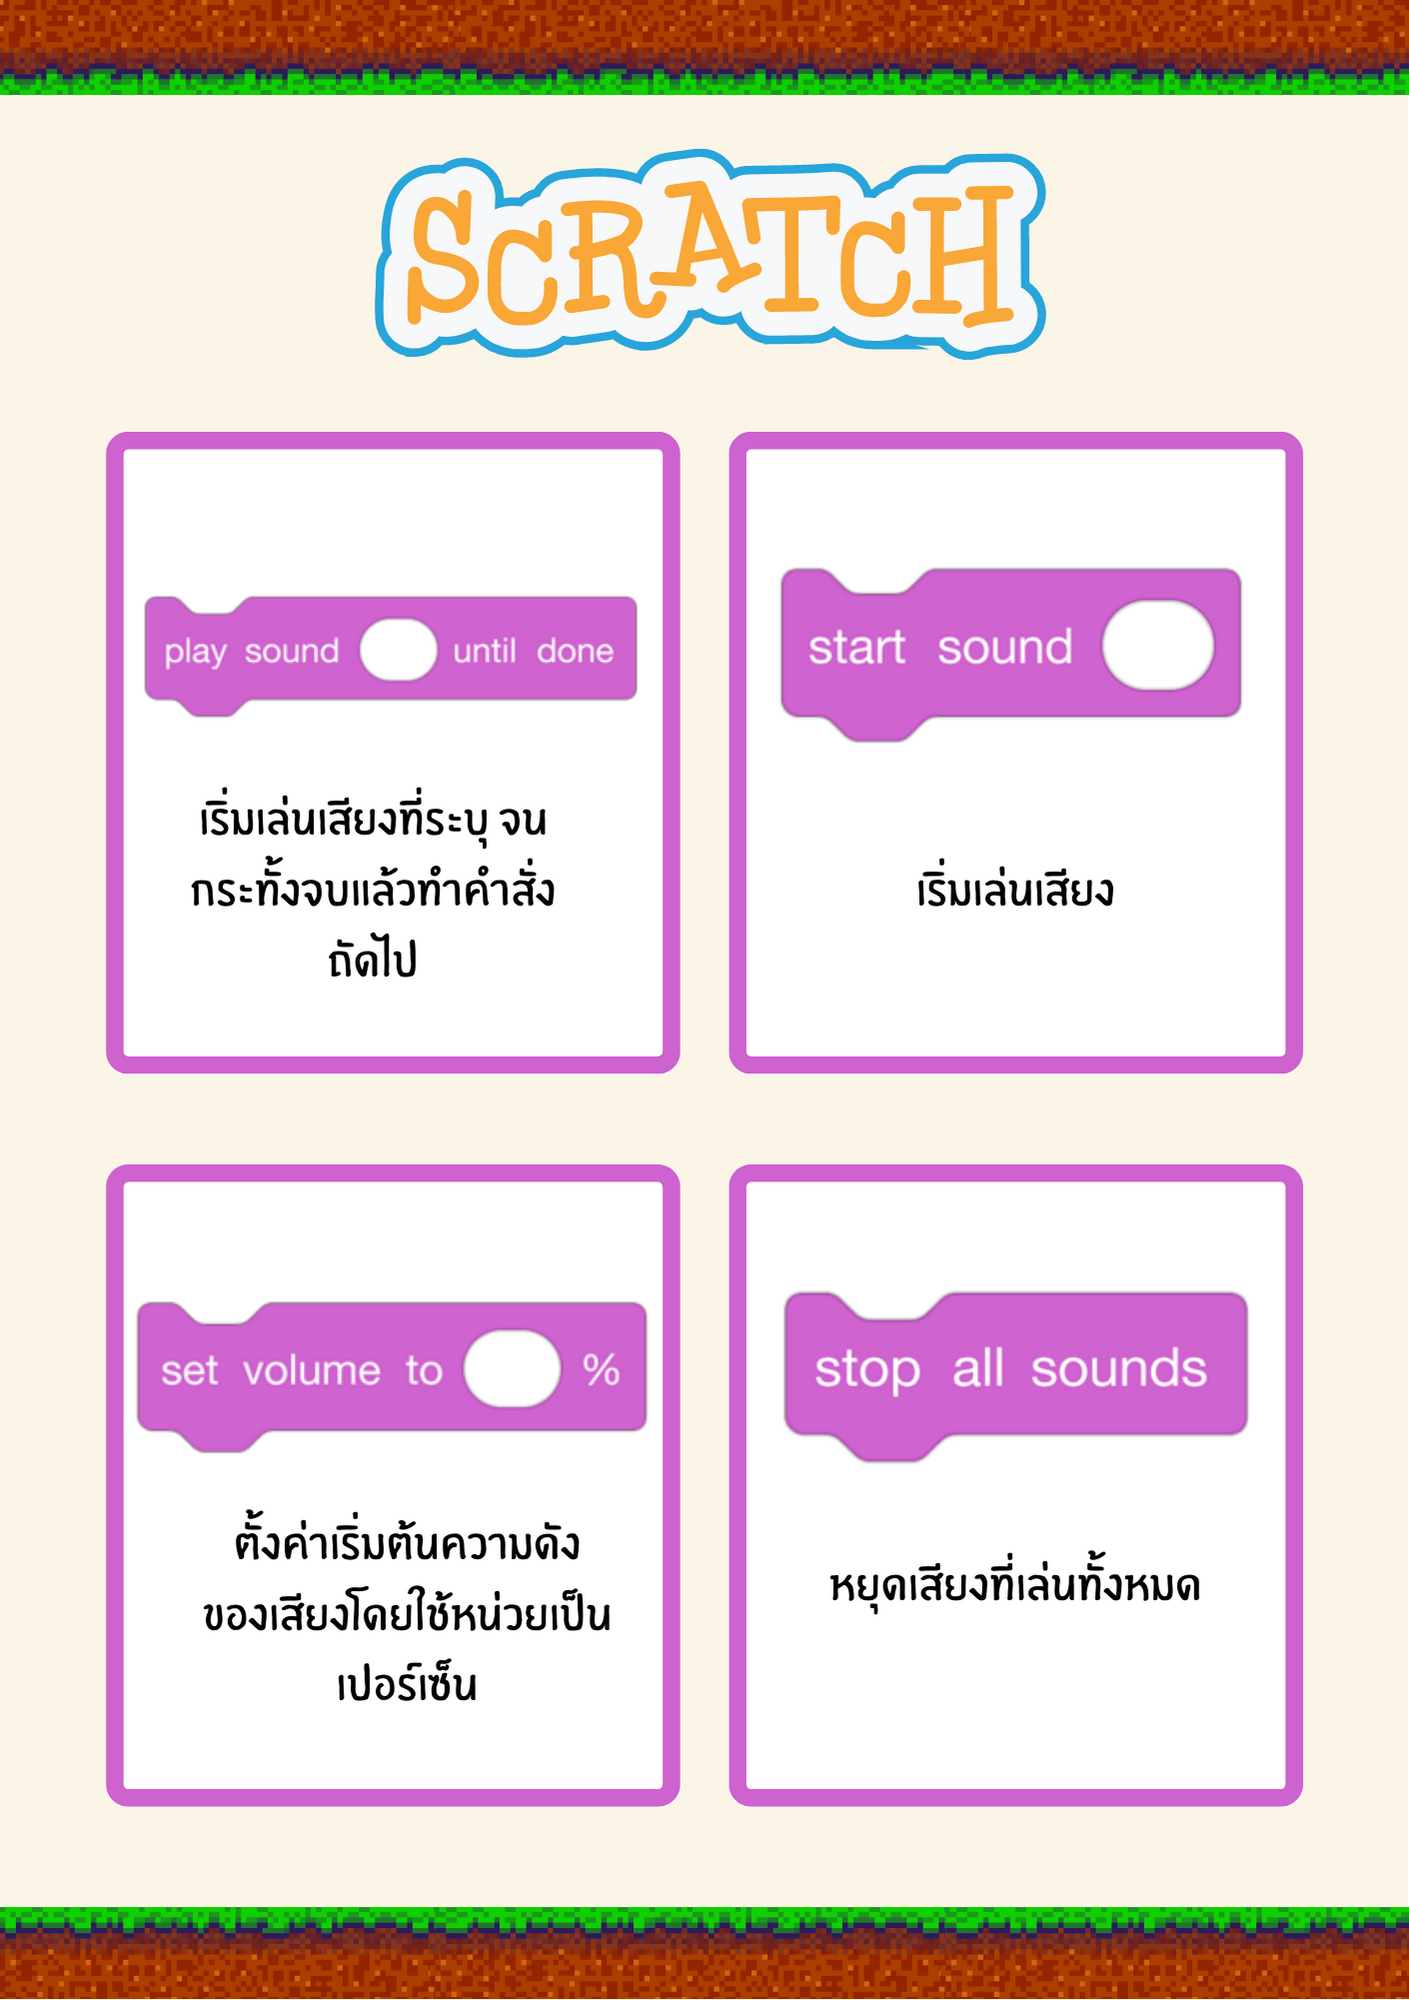 SCRATCH
play sound until done
เริ่มเล่นเสียงที่ระบุ จน
กระทั้งจบแล้วทำคำสั่ง
ถัดไป
start sound
เริ่มเล่นเสียง
set volume to %
ตั้งค่าเริ่มต้นความดัง
ของเสียงโดยใช้หน่วยเป็น
เปอร์เซ็น
stop all sounds
หยุดเสียงที่เล่นทั้งหมด